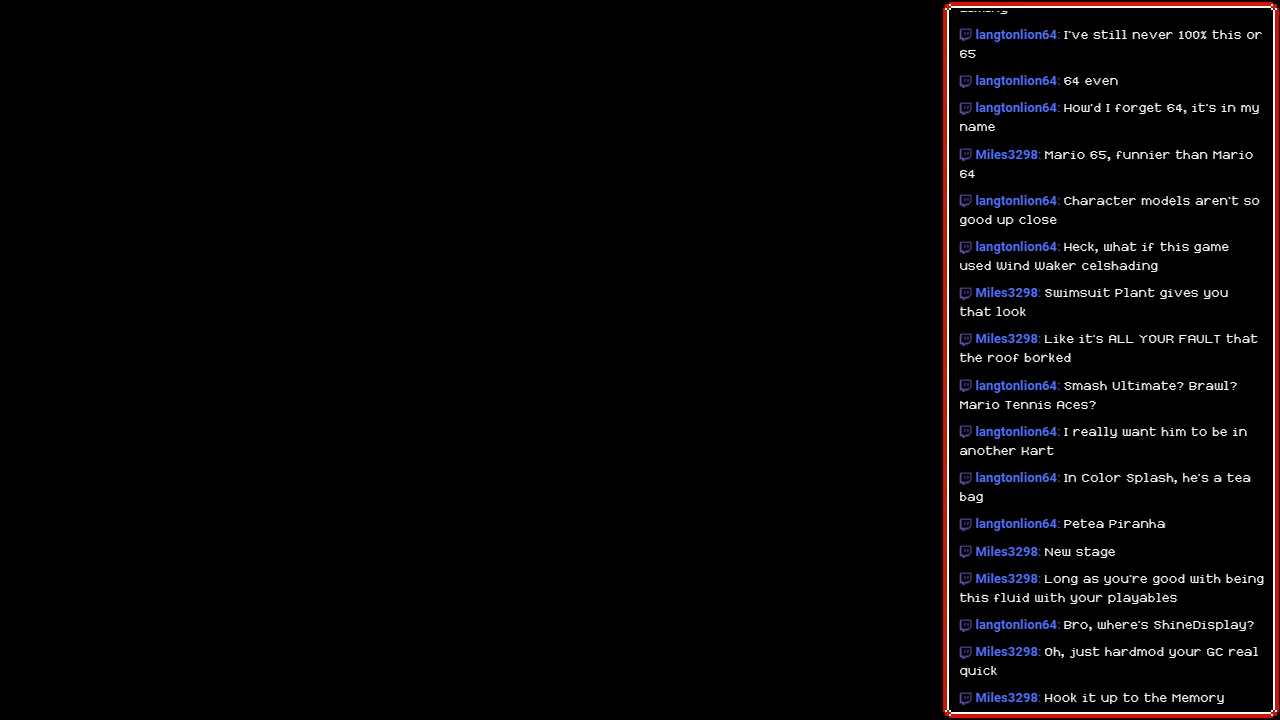 langtonlion64: I've still never 100% this or
65
langtonlion64: 64 even
langtonlion64: How'd I forget 64, it's in my
name
Miles3298: Mario 65, funnier than Mario
64
langtonlion64: Character models aren't so
good up close
langtonlion64: Heck, what if this game
used Wind Waker celshading
Miles3298: Swimsuit Plant gives you
that look
Miles3298: Like it's ALL YOUR FAULT that
the roof borked
langtonlion64: Smash Ultimate? Brawl?
Mario Tennis Aces?
langtonlion64: I really want him to be in
another Kart
langtonlion64: In Color Splash, he's a tea
bag
langtonlion64: Petea Piranha
Miles3298: New stage
Miles3298: Long as you're good with being
this fluid with your playables
langtonlion64: Bro, where's ShineDisplay?
Miles3298: Oh, just hardmod your GC real
quick
Miles3298: Hook it up to the Memory